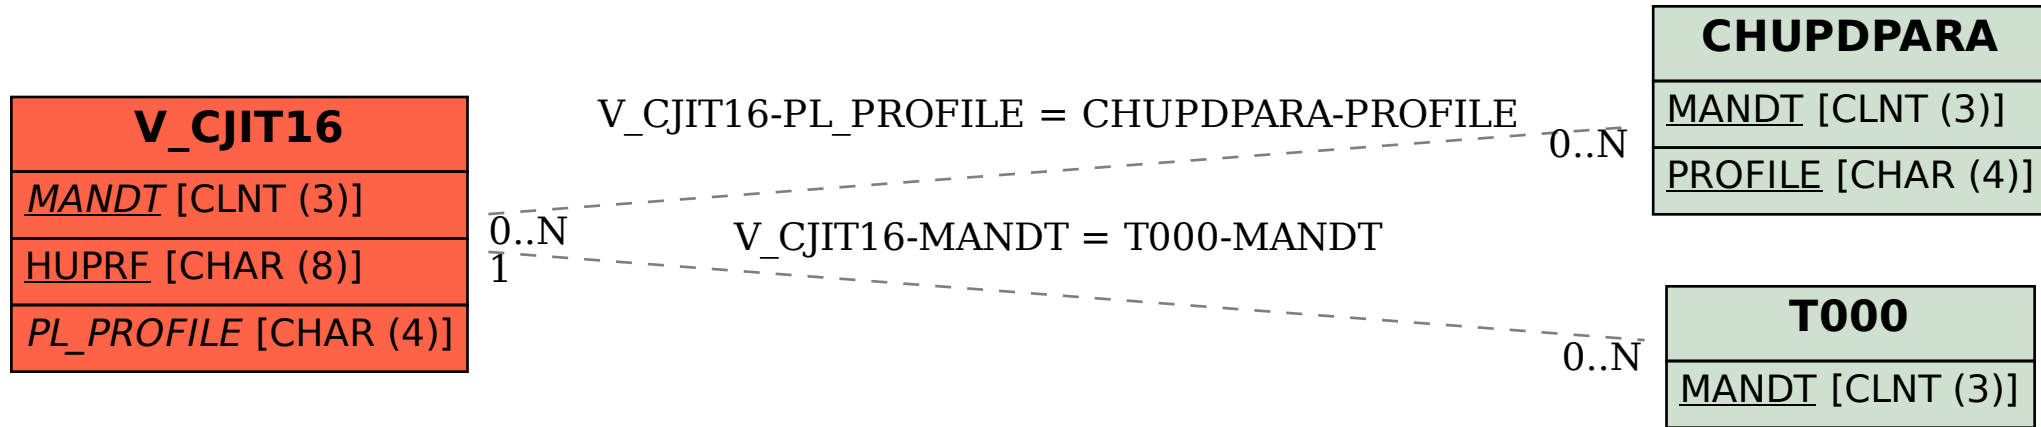 V_CJIT16
MANDT [CLNT (3)]
HUPRF [CHAR (8)]
PL_PROFILE [CHAR (4)]
V_CJIT16-PL_PROFILE = CHUPDPARA-PROFILE
0..N
0..N
V_CJIT16-MANDT = T000-MANDT
1
0..N
CHUPDPARA
MANDT [CLNT (3)]
PROFILE [CHAR (4)]
T000
MANDT [CLNT (3)]